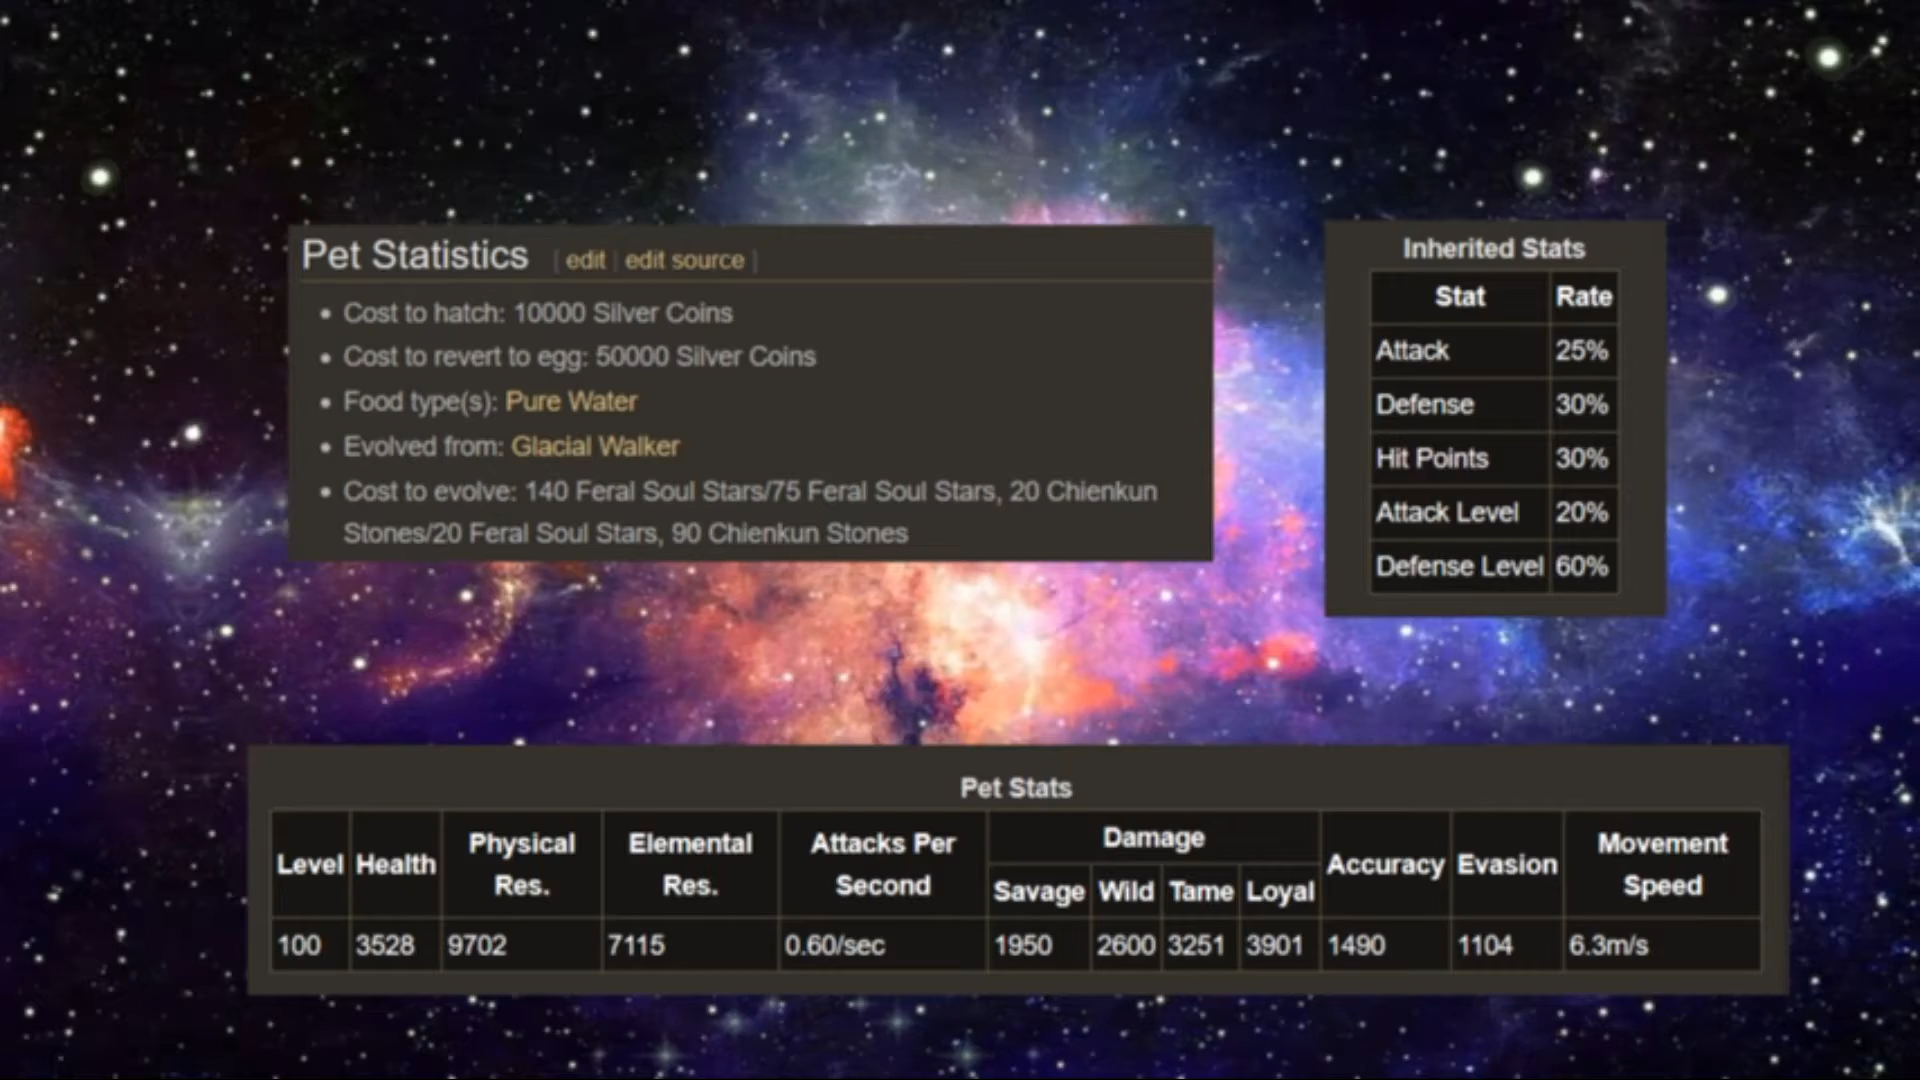 Pet Statistics [ edit | edit source ]
Cost to hatch: 10000 Silver Coins
Cost to revert to egg: 50000 Silver Coins
Food type(s): Pure Water
Evolved from: Glacial Walker
Cost to evolve: 140 Feral Soul Stars/75 Feral Soul Stars, 20 Chienkun
Stones/20 Feral Soul Stars, 90 Chienkun Stones
Inherited Stats
Stat Rate
Attack 25%
Defense 30%
Hit Points 30%
Attack Level 20%
Defense Level 60%
Pet Stats
Level Health Physical Res. Elemental Res. Attacks Per Second Damage Accuracy Evasion Movement Speed
Savage Wild Tame Loyal
100 3528 9702 7115 0.60/sec 1950 2600 3251 3901 1490 1104 6.3m/s